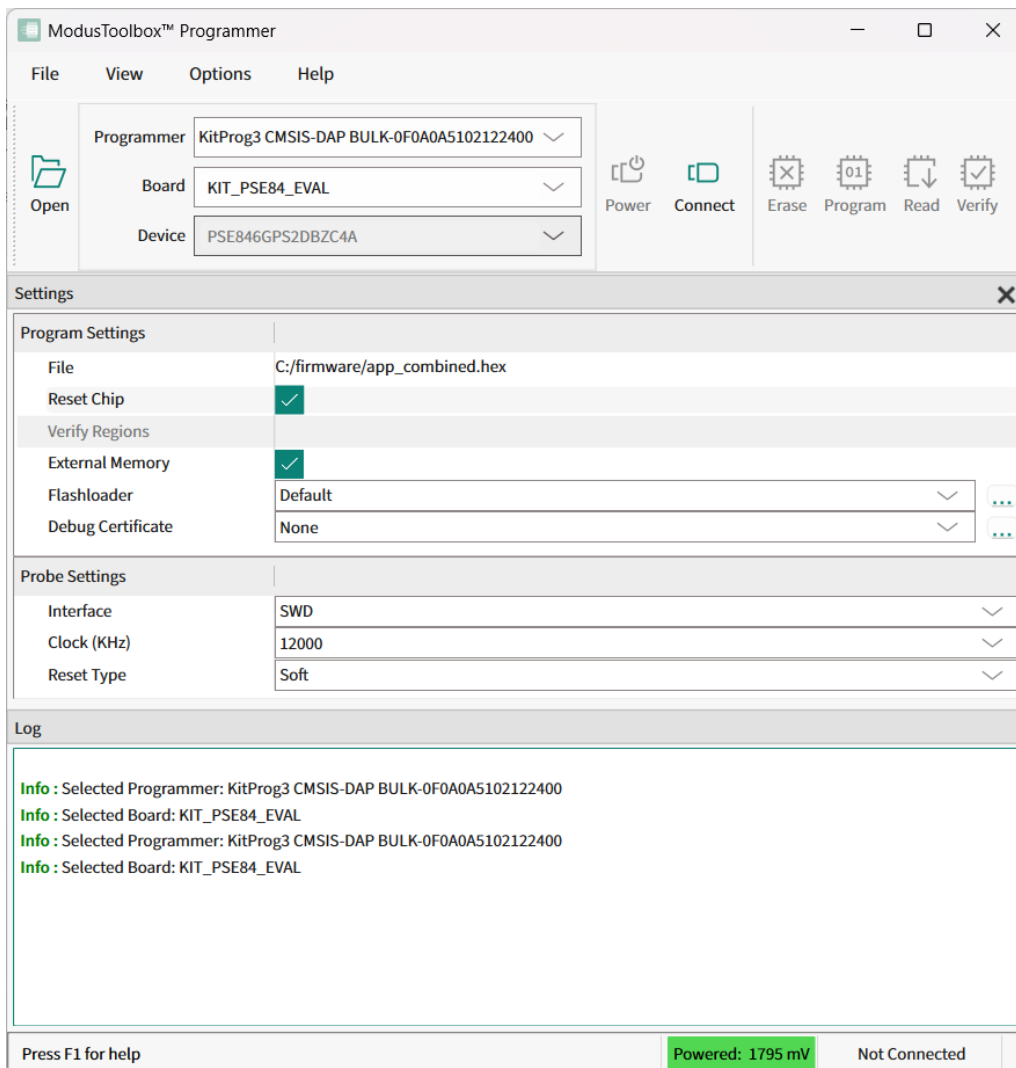 ModusToolbox™ Programmer
File View Options Help
Open
Programmer KitProg3 CMSIS-DAP BULK-0F0A0A5102122400
Board KIT_PSE84_EVAL
Device PSE846GPS2DBZC4A
Power Connect Erase Program Read Verify
01
Settings
Program Settings
File C:/firmware/app_combined.hex
Reset Chip
Verify Regions
External Memory
Flashloader Default ...
Debug Certificate None ...
Probe Settings
Interface SWD
Clock (KHz) 12000
Reset Type Soft
Log
Info : Selected Programmer: KitProg3 CMSIS-DAP BULK-0F0A0A5102122400
Info : Selected Board: KIT_PSE84_EVAL
Info : Selected Programmer: KitProg3 CMSIS-DAP BULK-0F0A0A5102122400
Info : Selected Board: KIT_PSE84_EVAL
Press F1 for help Powered: 1795 mV Not Connected